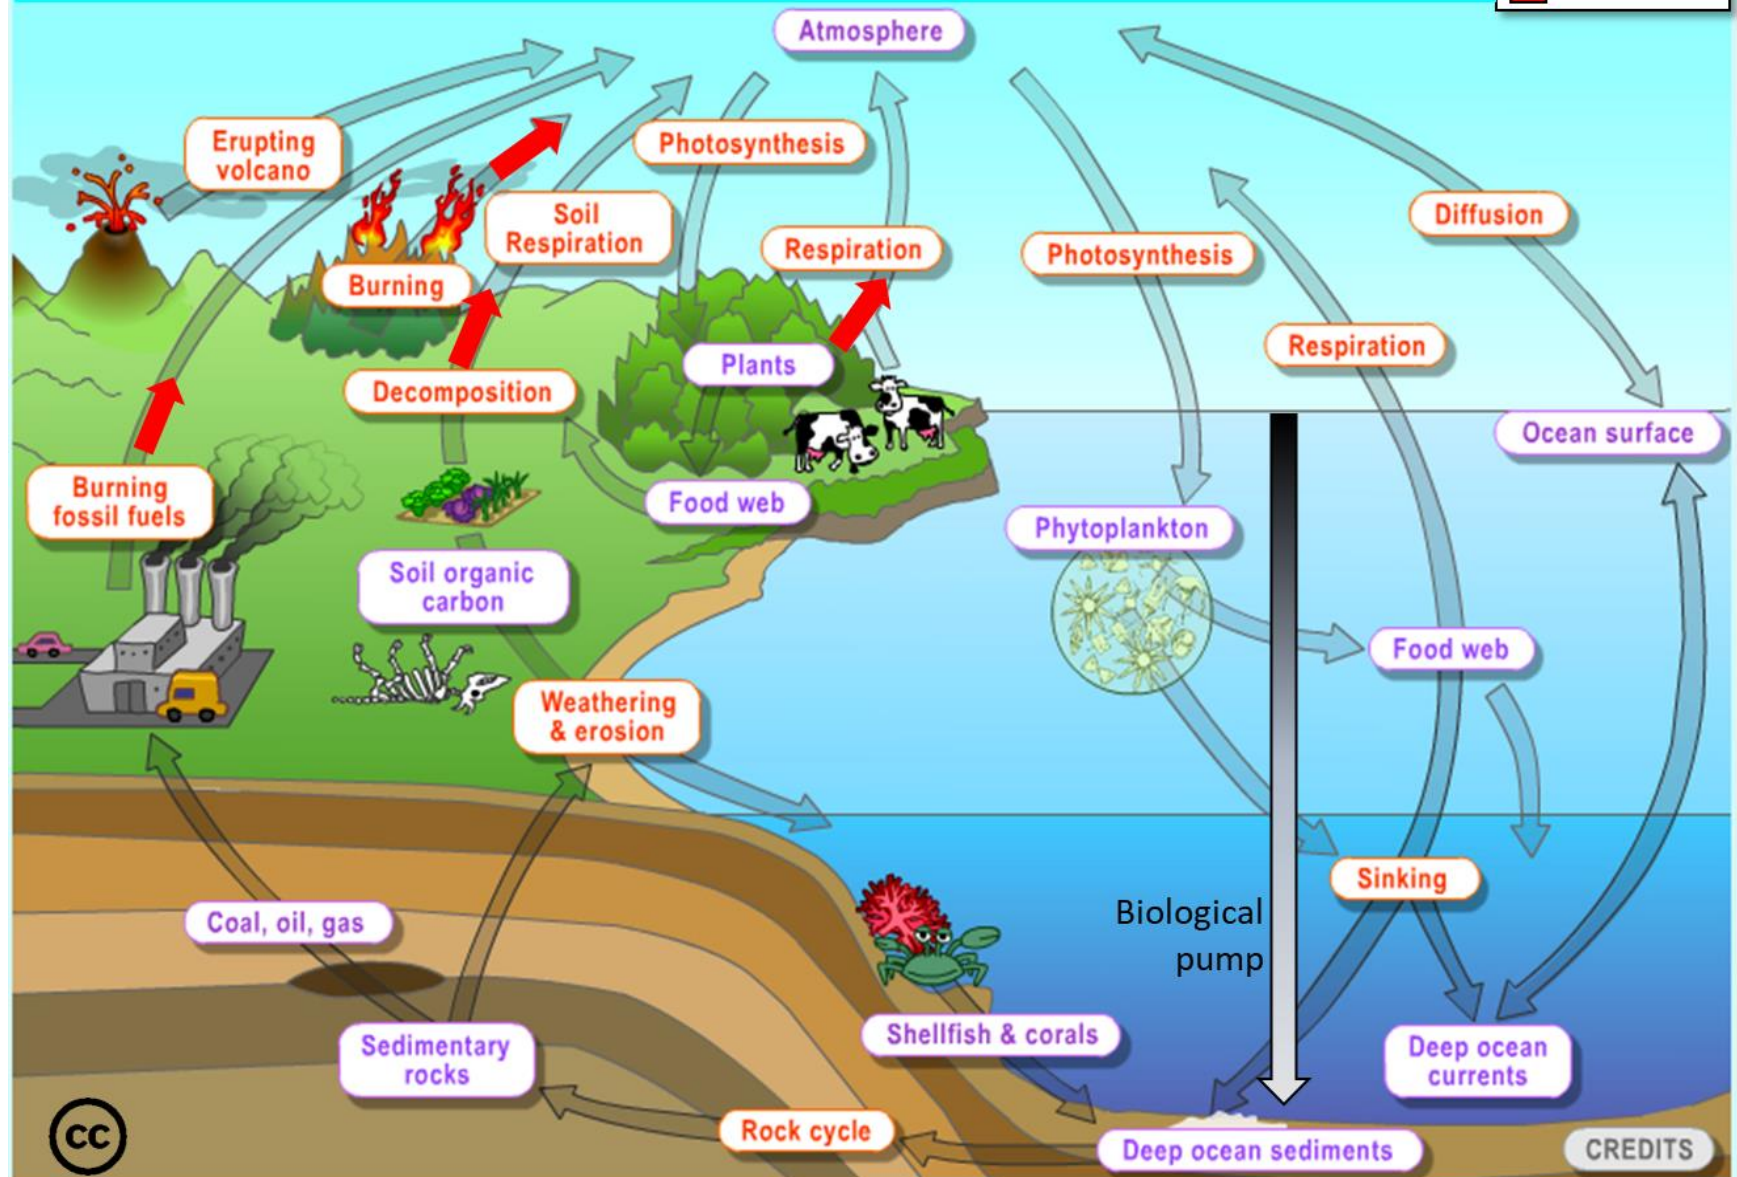 Atmosphere
Erupting
volcano
Photosynthesis
Soil
Respiration
Diffusion
Respiration
Photosynthesis
Burning
Respiration
Plants
Decomposition
Ocean surface
Burning
fossil fuels
Food web
Phytoplankton
Soil organic
carbon
Food web
Weathering
& erosion
Sinking
Biological
pump
Coal, oil, gas
Shellfish & corals
Sedimentary
rocks
Deep ocean
currents
Rock cycle
Deep ocean sediments
CREDITS
cc